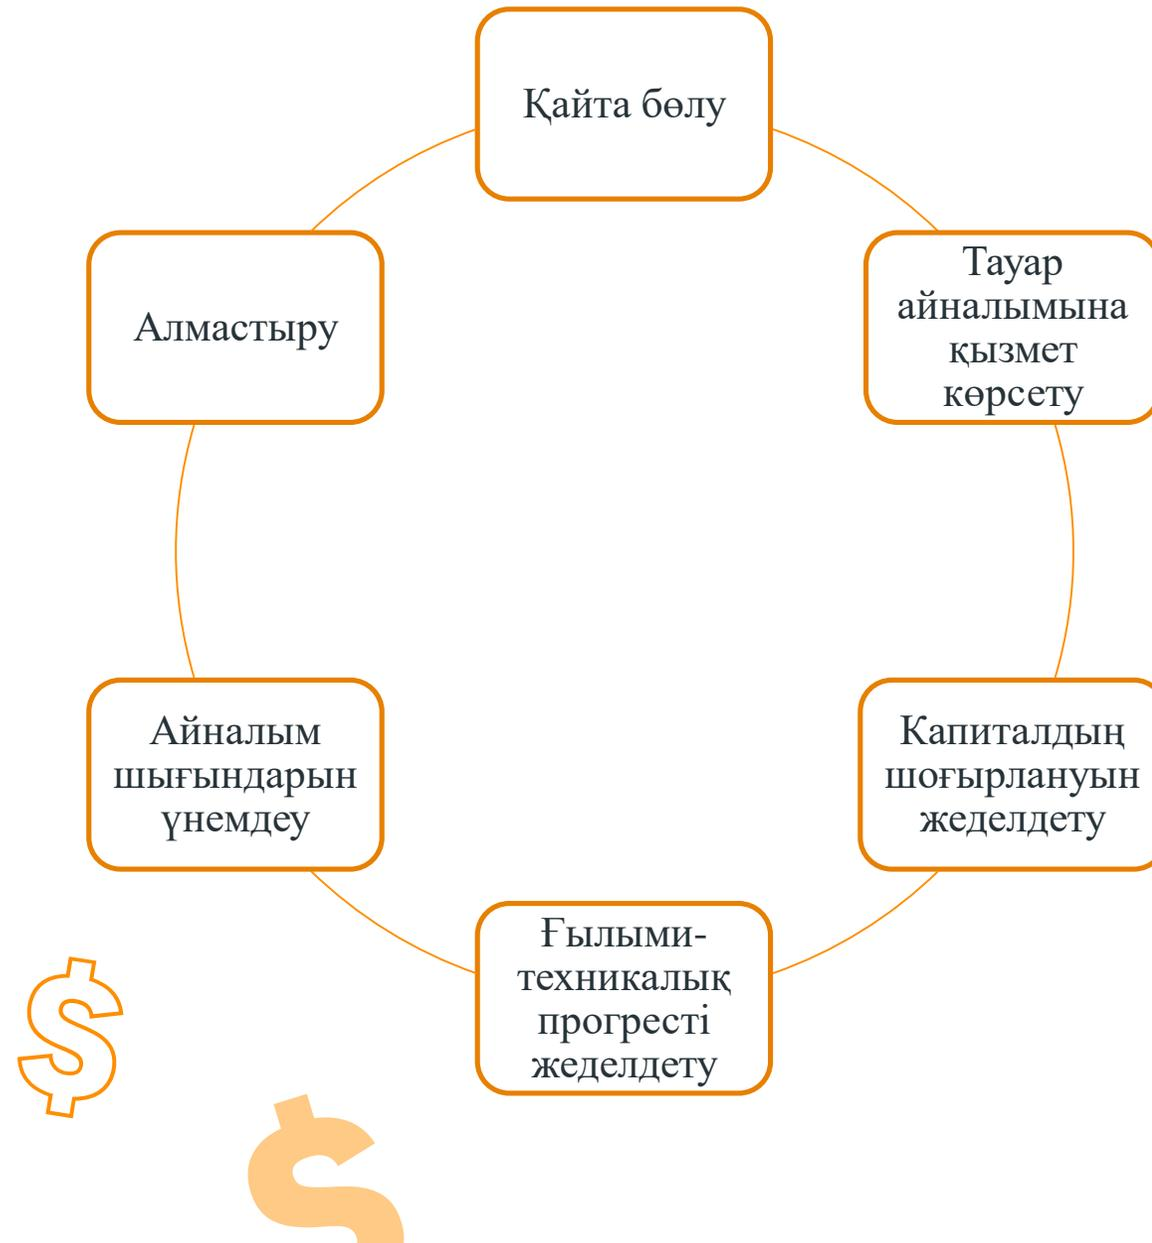 Қайта бөлу
Тауар
айналымына
қызмет
көрсету
Капиталдың
шоғырлануын
жеделдету
Ғылыми-
техникалық
прогресті
жеделдету
Айналым
шығындарын
үнемдеу
Алмастыру